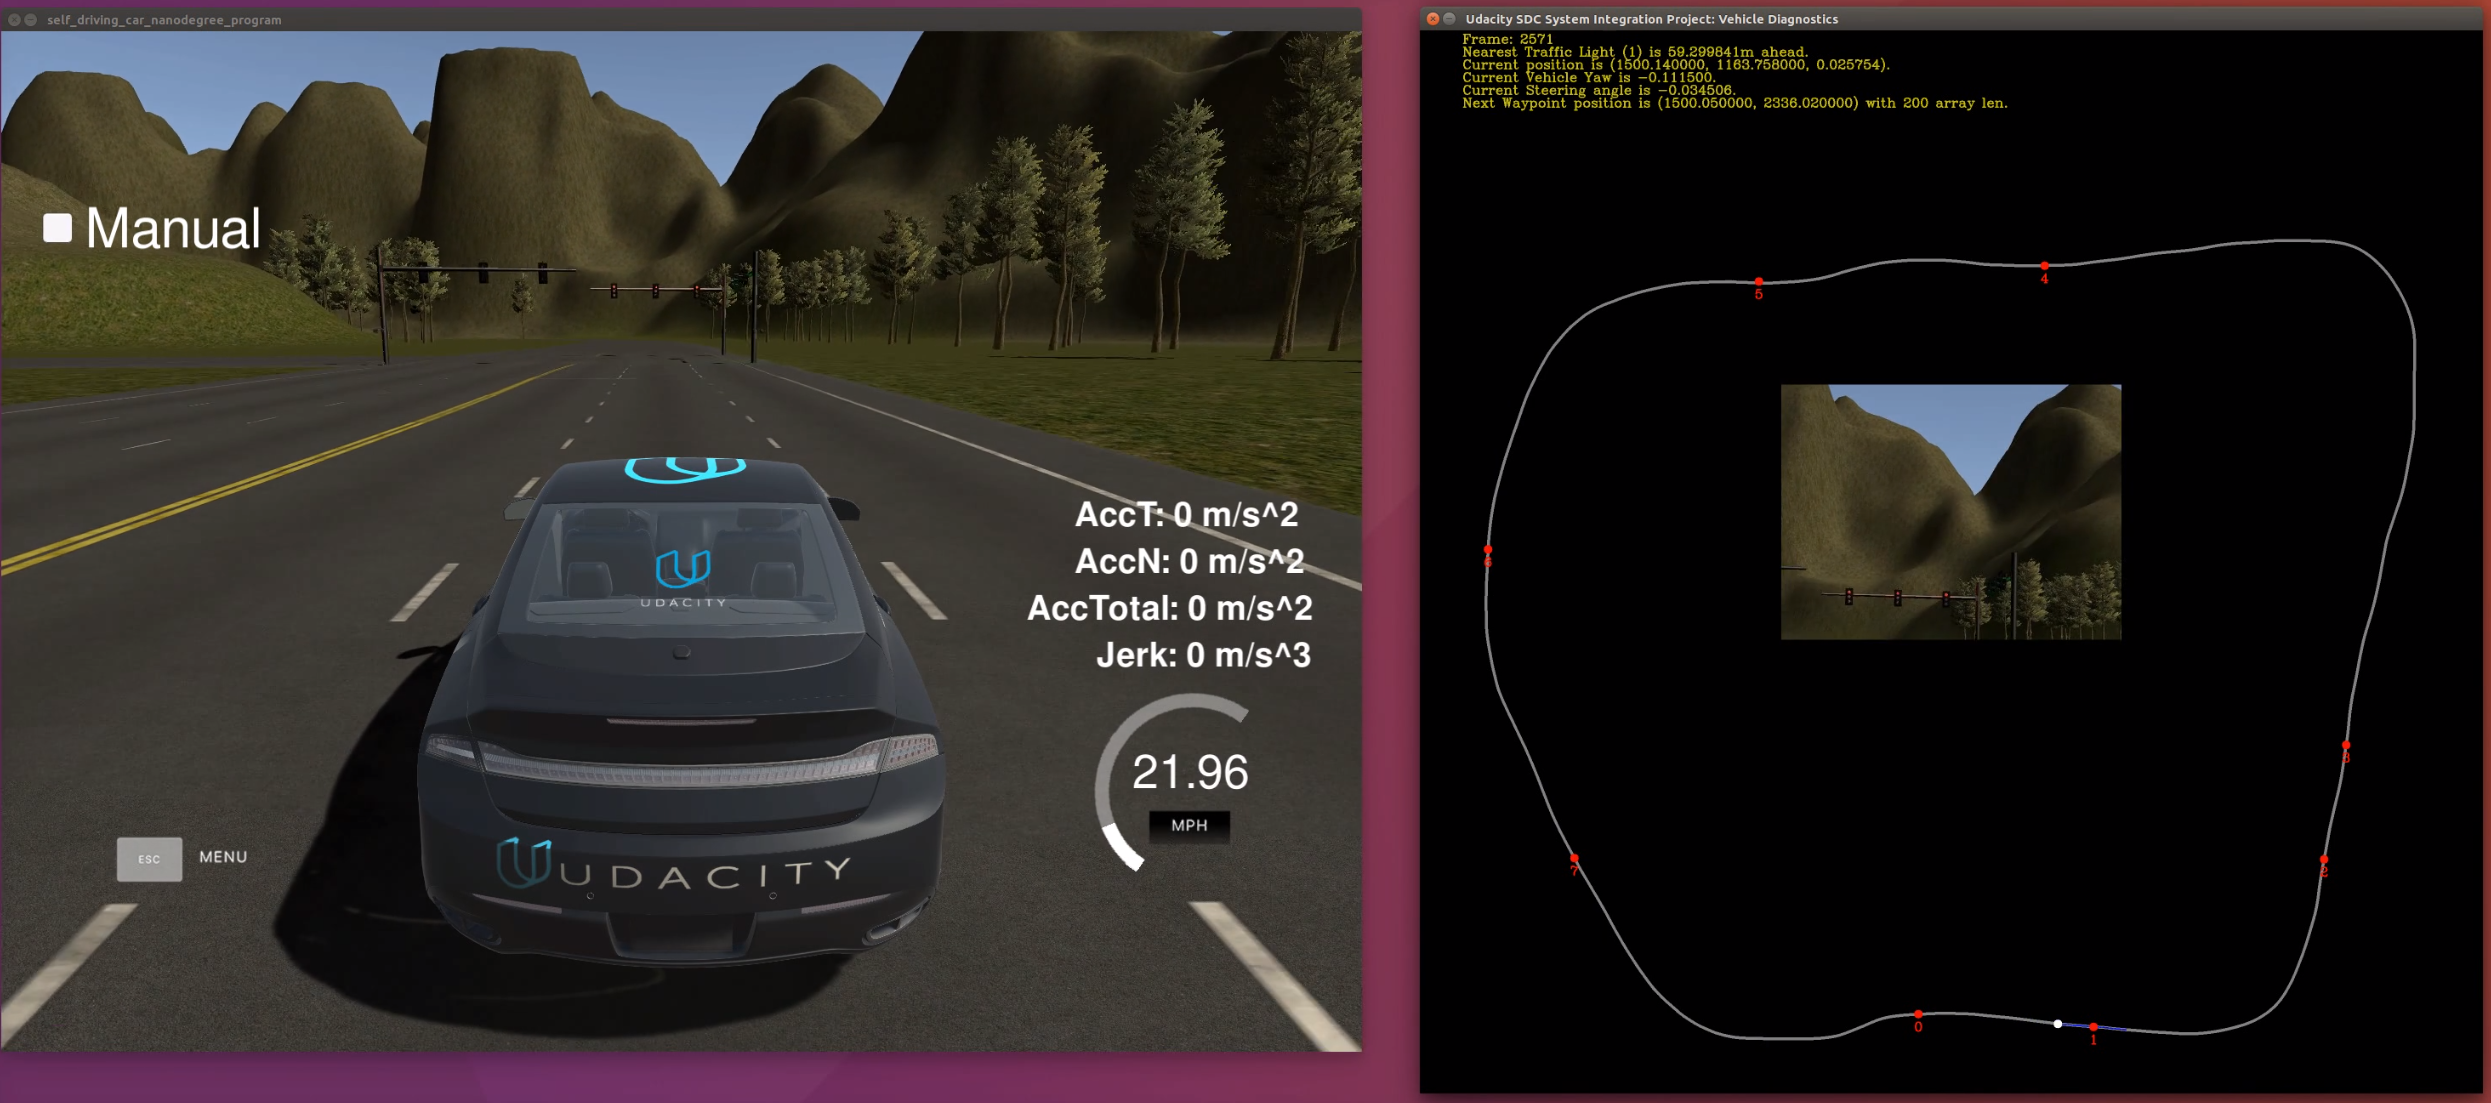 self_driving_car_nanodegree_program
Manual
UDACITY
AccT: 0 m/s^2
AccN: 0 m/s^2
AccTotal: 0 m/s^2
Jerk: 0 m/s^3
21.96
MPH
ESC MENU
UDACITY
Udacity SDC System Integration Project: Vehicle Diagnostics
Frame: 2571
Nearest Traffic Light (1) is 59.299841m ahead.
Current position is (1500.140000, 1163.758000, 0.025754).
Current Vehicle Yaw is -0.111500.
Current Steering angle is -0.034506.
Next Waypoint position is (1500.050000, 2336.020000) with 200 array len.
5
4
6
3
7
2
0
1